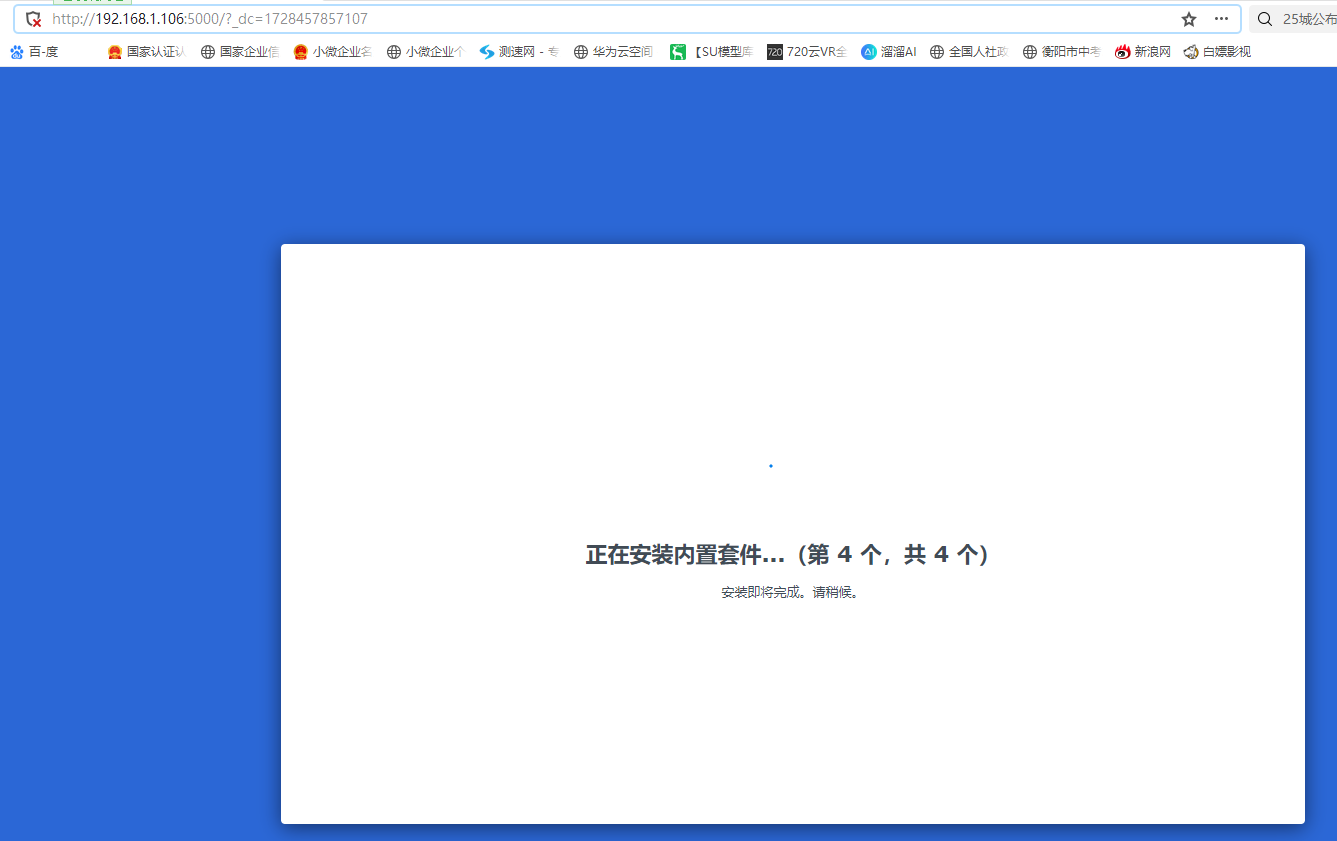 http://192.168.1.106:5000/?_dc=1728457857107
25城公布
百-度
国家认证认
国家企业信
小微企业名
小微企业个
测速网 - 专
华为云空间
【SU模型库
720云VR全
溜溜AI
全国人社政
衡阳市中考
新浪网
白嫖影视
正在安装内置套件...（第 4 个，共 4 个）
安装即将完成。请稍候。